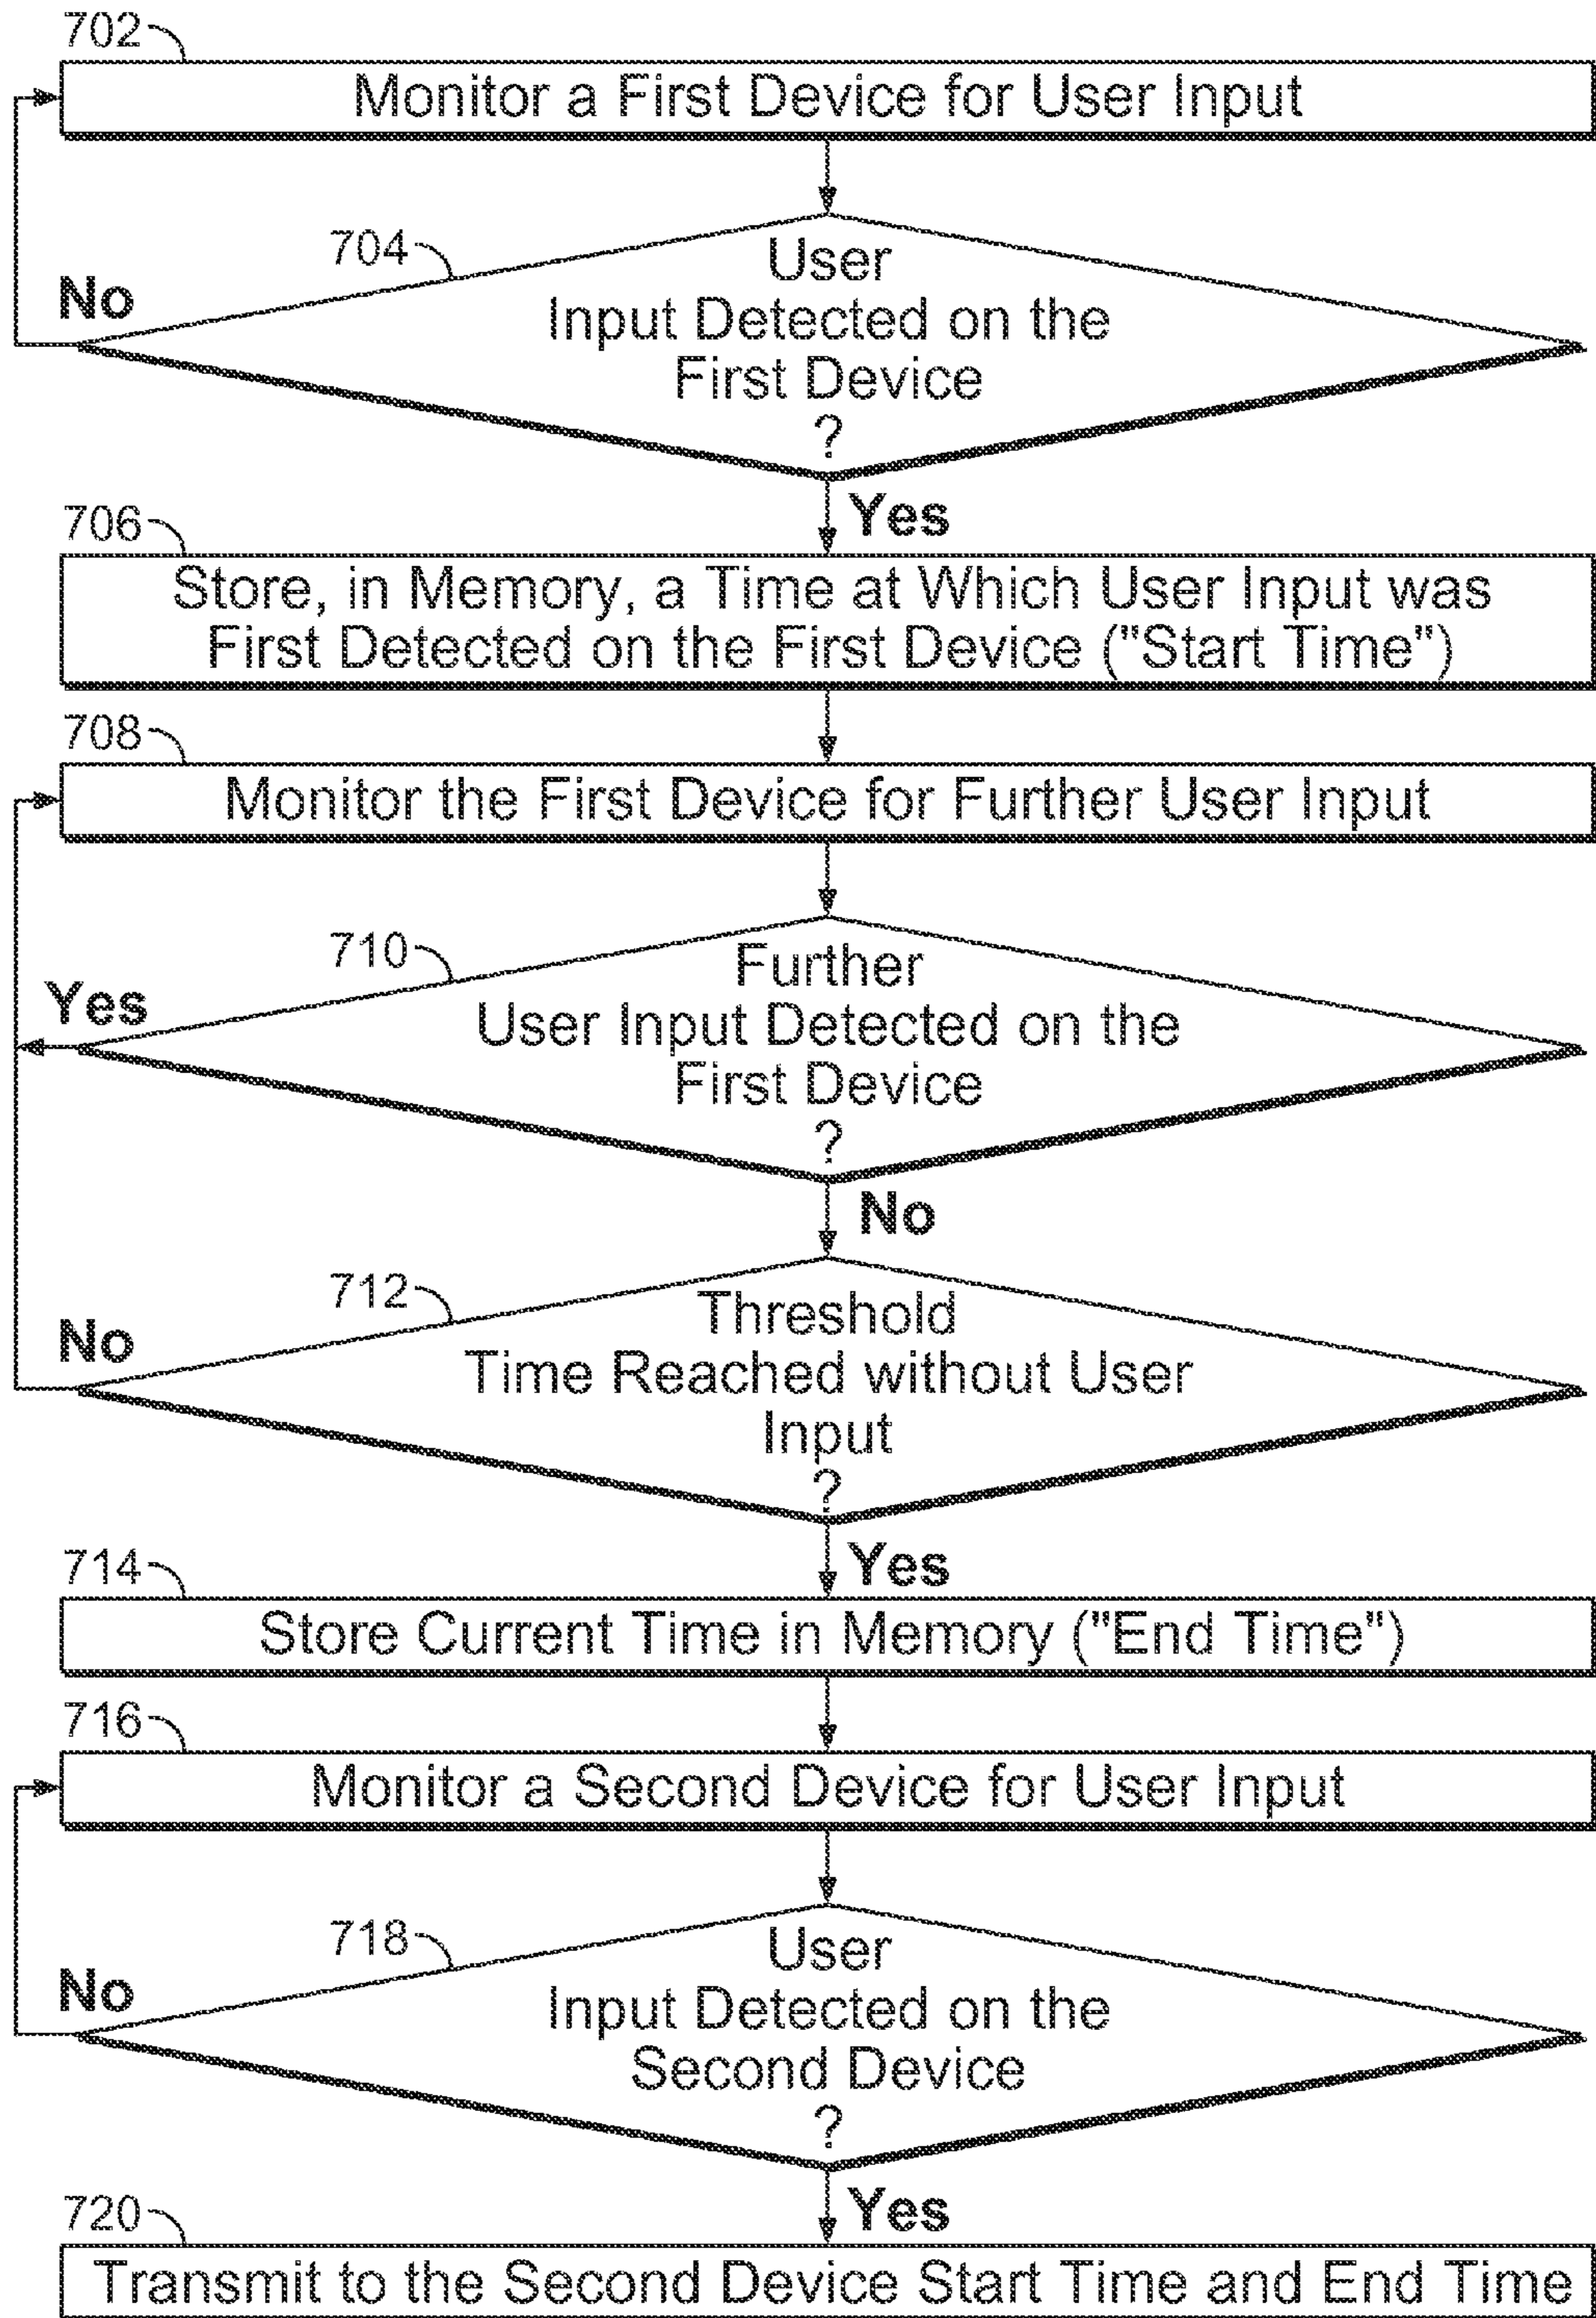 702
Monitor a First Device for User Input
704
User
No
Input Detected on the
First Device
?
Yes
706
Store, in Memory, a Time at Which User Input was
First Detected on the First Device ("Start Time")
708
Monitor the First Device for Further User Input
710
Further
Yes
User Input Detected on the
First Device
?
No
712
Threshold
No
Time Reached without User
Input
?
Yes
714
Store Current Time in Memory ("End Time")
716
Monitor a Second Device for User Input
718
User
No
Input Detected on the
Second Device
?
Yes
720
Transmit to the Second Device Start Time and End Time